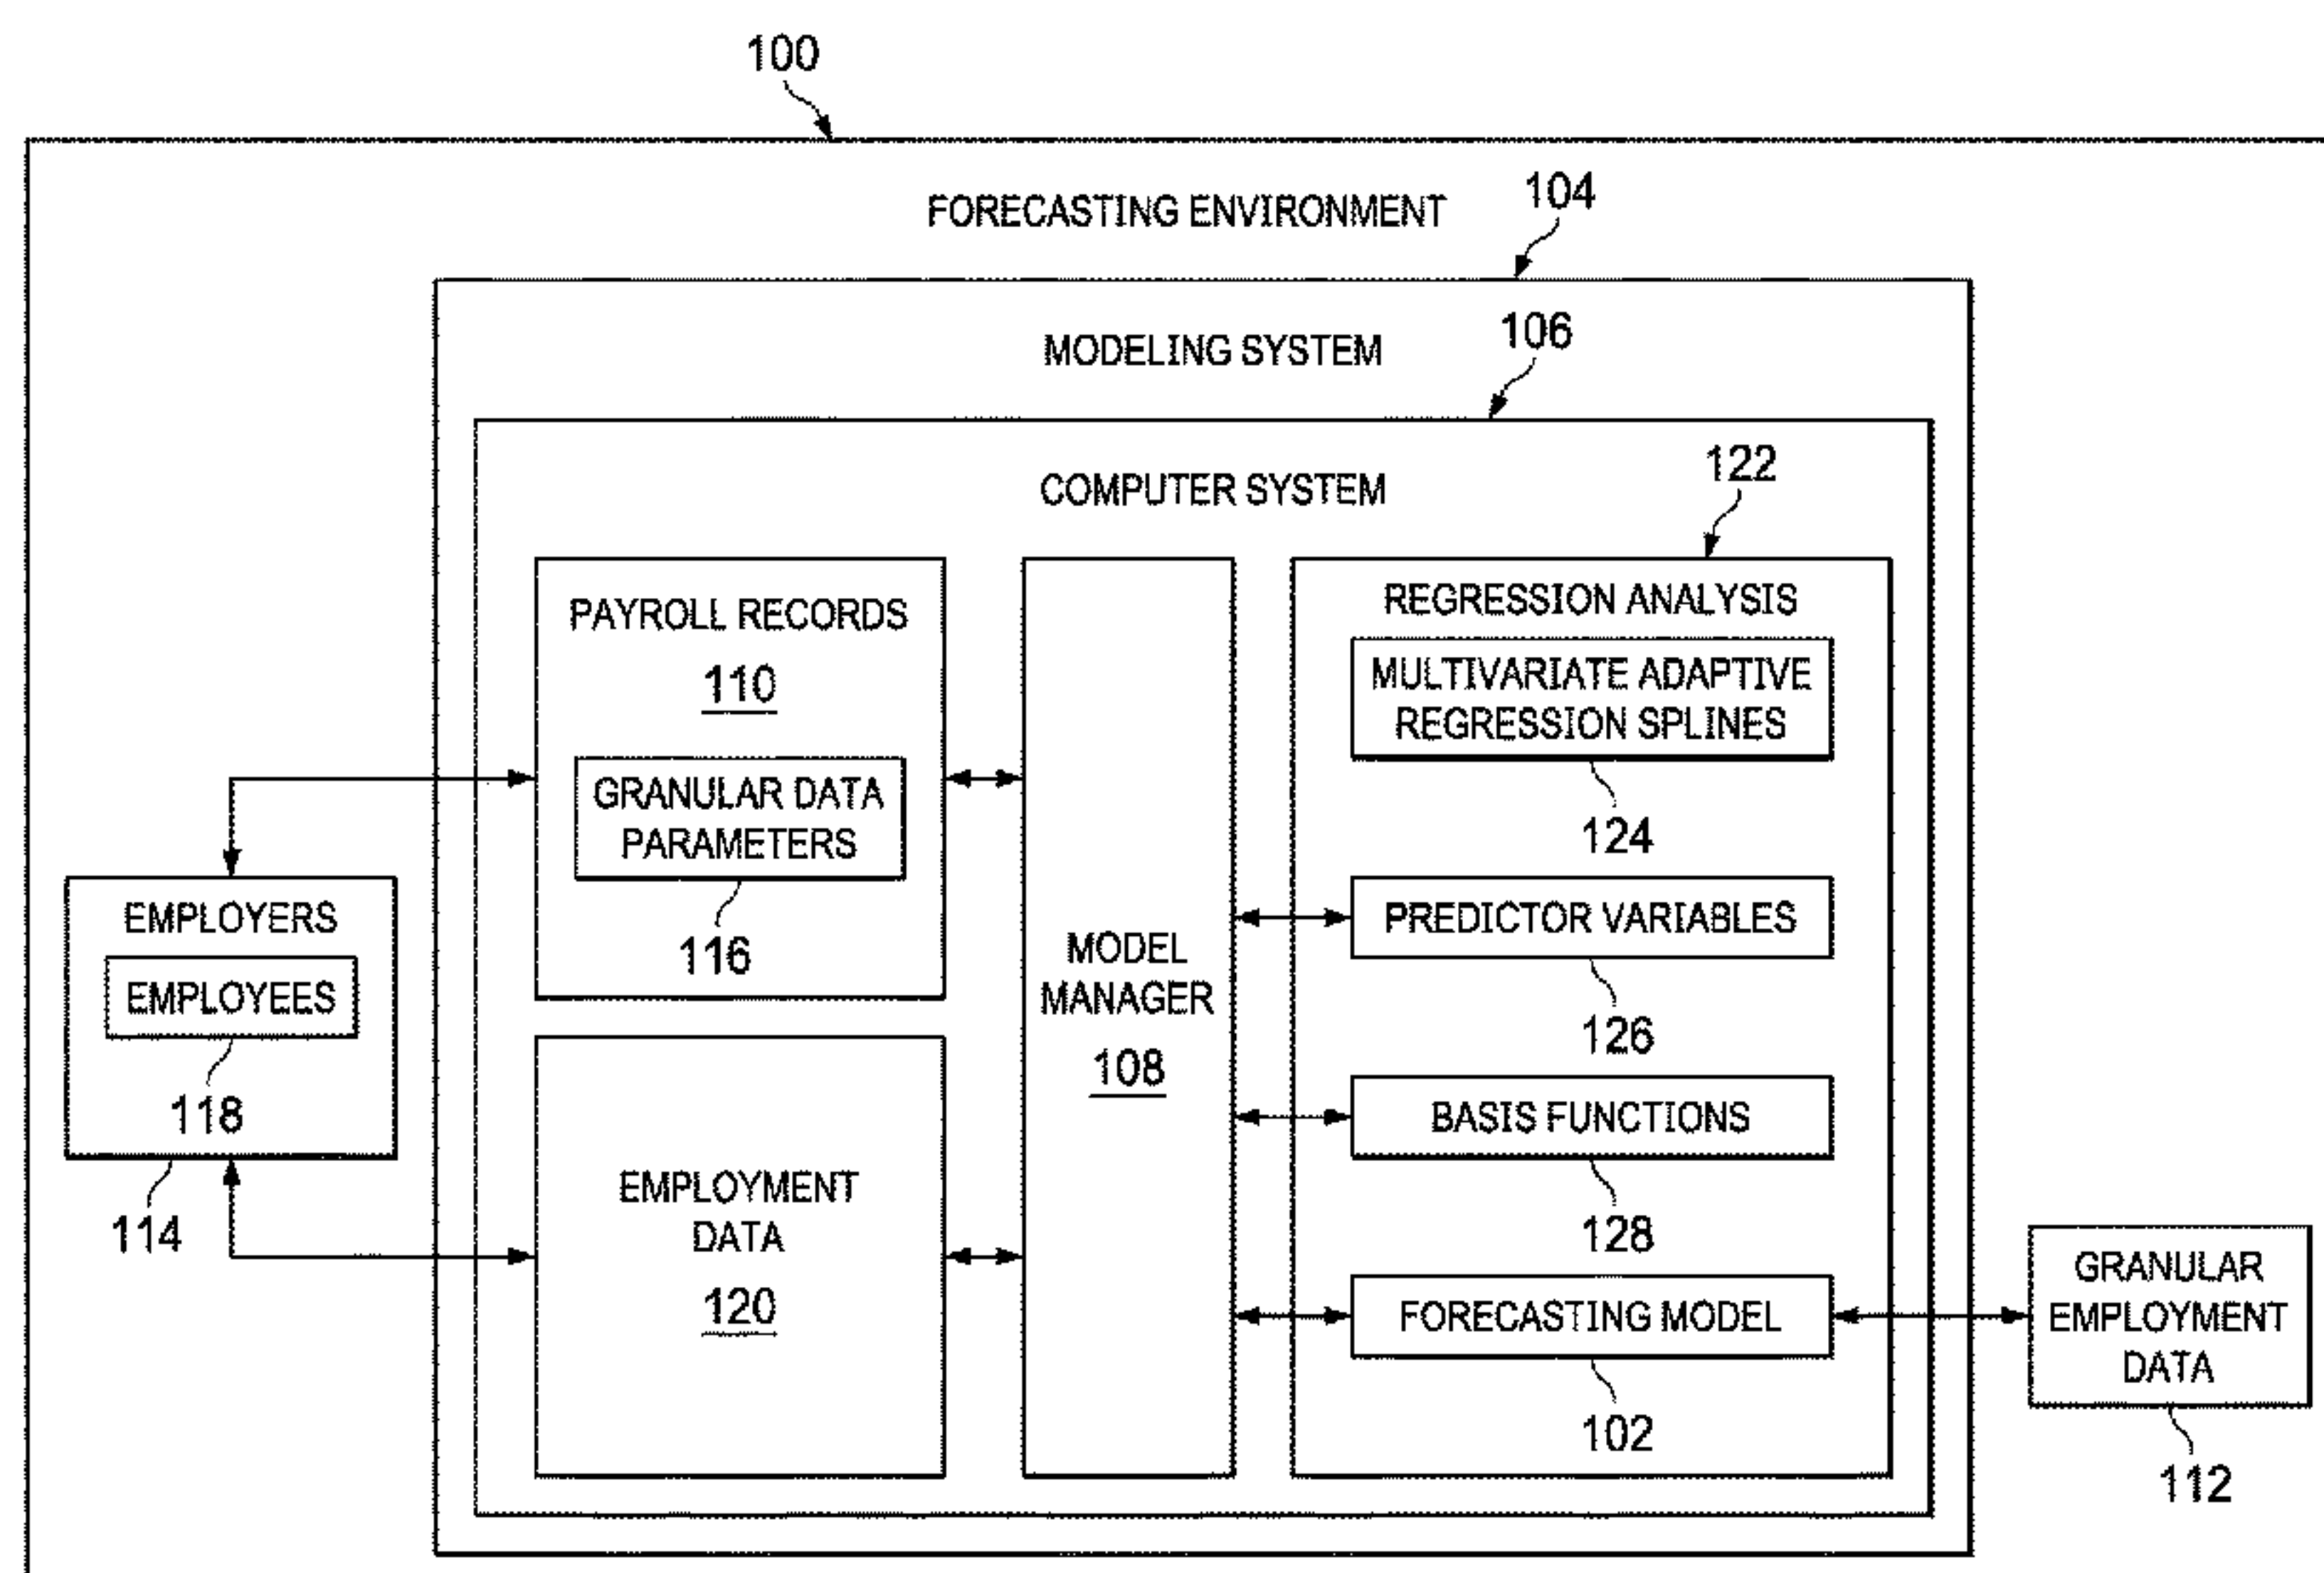 100
FORECASTING ENVIRONMENT
104
MODELING SYSTEM
106
COMPUTER SYSTEM
122
PAYROLL RECORDS
110
GRANULAR DATA
PARAMETERS
116
EMPLOYERS
EMPLOYEES
118
114
EMPLOYMENT
DATA
120
MODEL
MANAGER
108
REGRESSION ANALYSIS
MULTIVARIATE ADAPTIVE
REGRESSION SPLINES
124
PREDICTOR VARIABLES
126
BASIS FUNCTIONS
128
FORECASTING MODEL
102
GRANULAR
EMPLOYMENT
DATA
112